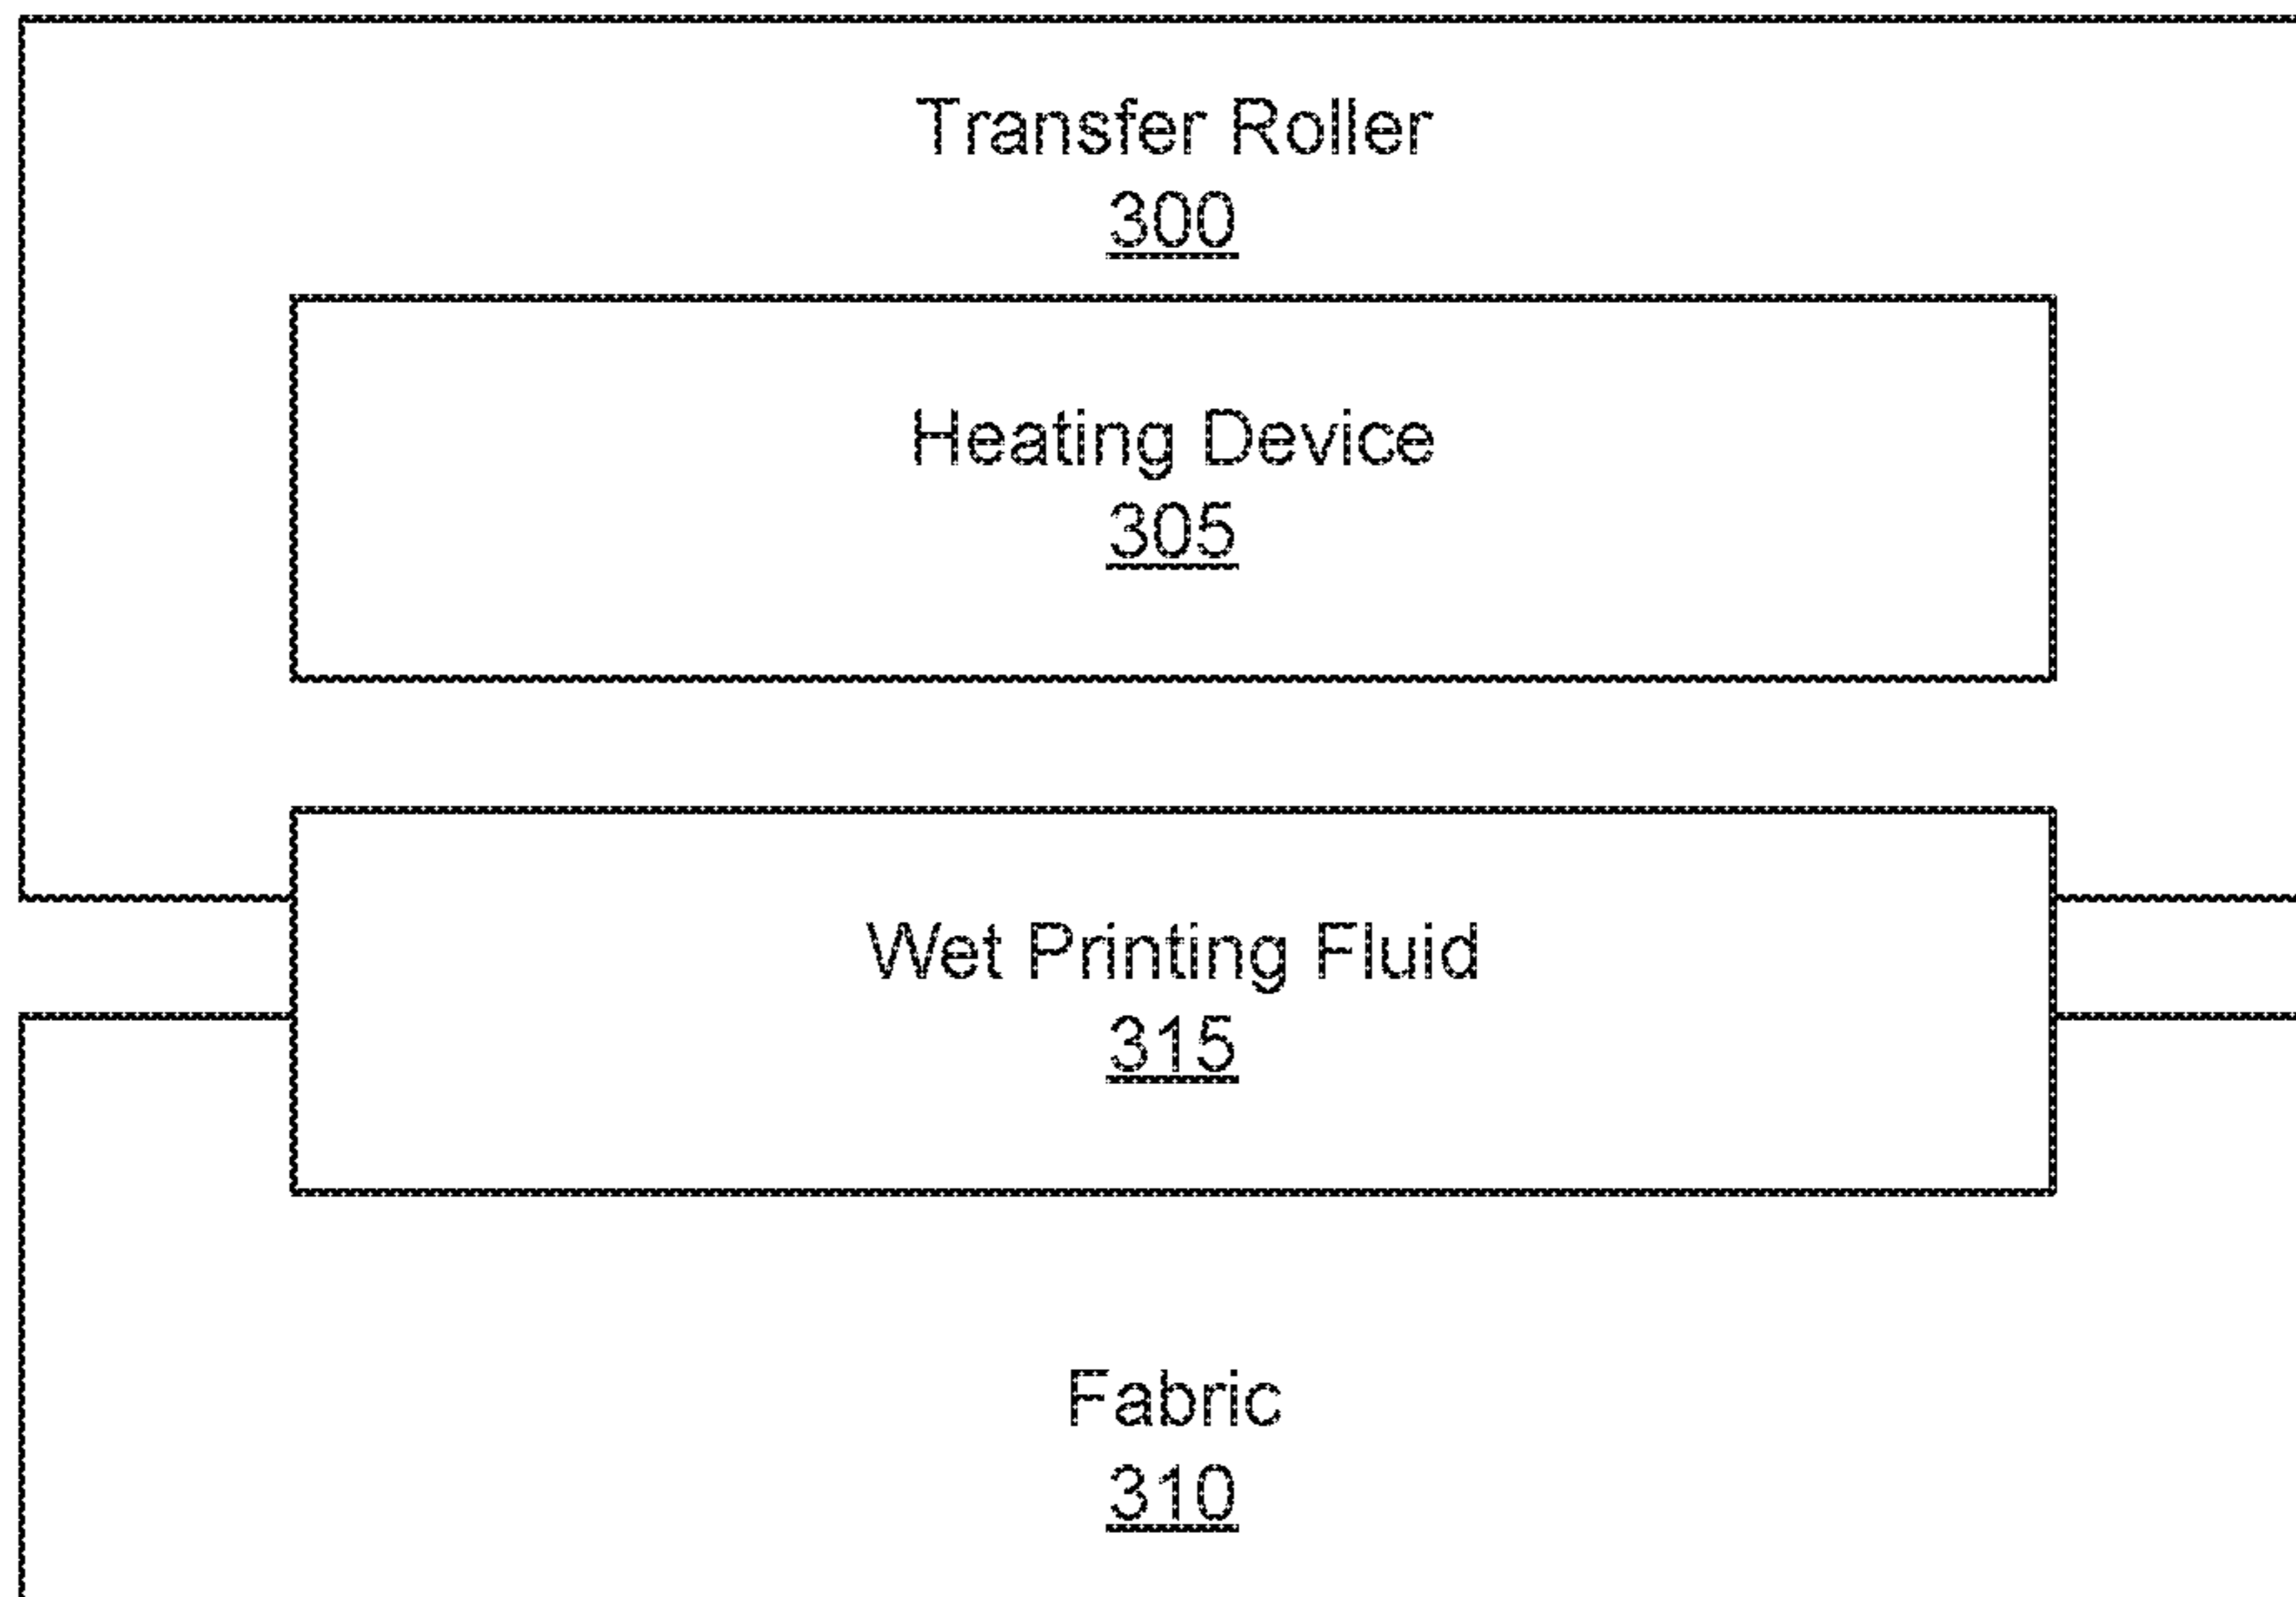 Transfer Roller
300
Heating Device
305
Wet Printing Fluid
315
Fabric
310